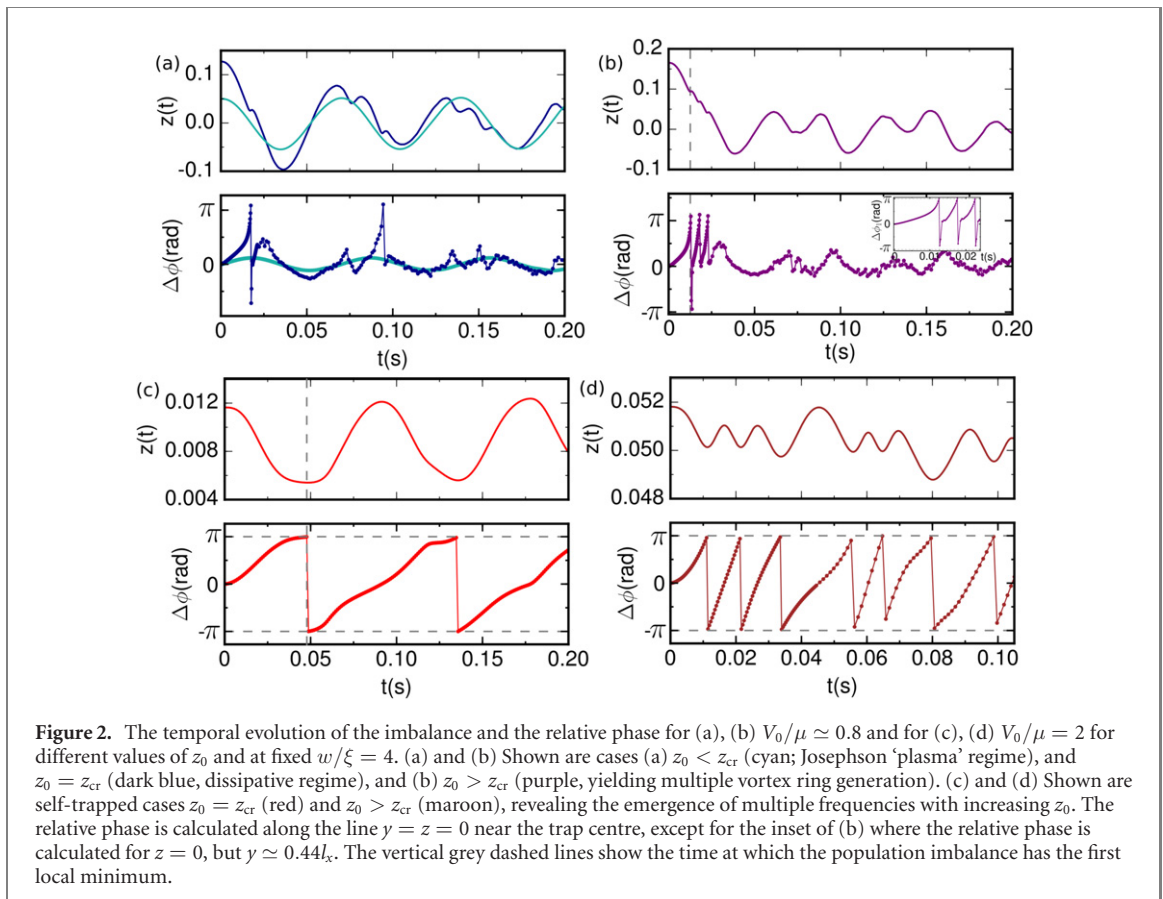 (a)
z(t)
0.1
0.0
-0.1
Δϕ(rad)
π
0
0.00 0.05 0.10 0.15 0.20
t(s)
(b)
z(t)
0.2
0.1
0.0
-0.1
Δϕ(rad)
π
0
-π
0.00 0.05 0.10 0.15 0.20
t(s)
π
0
-π
0 0.01 0.02 t(s)
(c)
z(t)
0.012
0.008
0.004
Δϕ(rad)
π
0
-π
0.00 0.05 0.10 0.15 0.20
t(s)
(d)
z(t)
0.052
0.050
0.048
Δϕ(rad)
π
0
-π
0 0.02 0.04 0.06 0.08 0.10
t(s)
Figure 2. The temporal evolution of the imbalance and the relative phase for (a), (b) V₀/μ ≃ 0.8 and for (c), (d) V₀/μ = 2 for
different values of z₀ and at fixed w/ξ = 4. (a) and (b) Shown are cases (a) z₀ < z_cr (cyan; Josephson ‘plasma’ regime), and
z₀ = z_cr (dark blue, dissipative regime), and (b) z₀ > z_cr (purple, yielding multiple vortex ring generation). (c) and (d) Shown are
self-trapped cases z₀ = z_cr (red) and z₀ > z_cr (maroon), revealing the emergence of multiple frequencies with increasing z₀. The
relative phase is calculated along the line y = z = 0 near the trap centre, except for the inset of (b) where the relative phase is
calculated for z = 0, but y ≃ 0.44lₓ. The vertical grey dashed lines show the time at which the population imbalance has the first
local minimum.